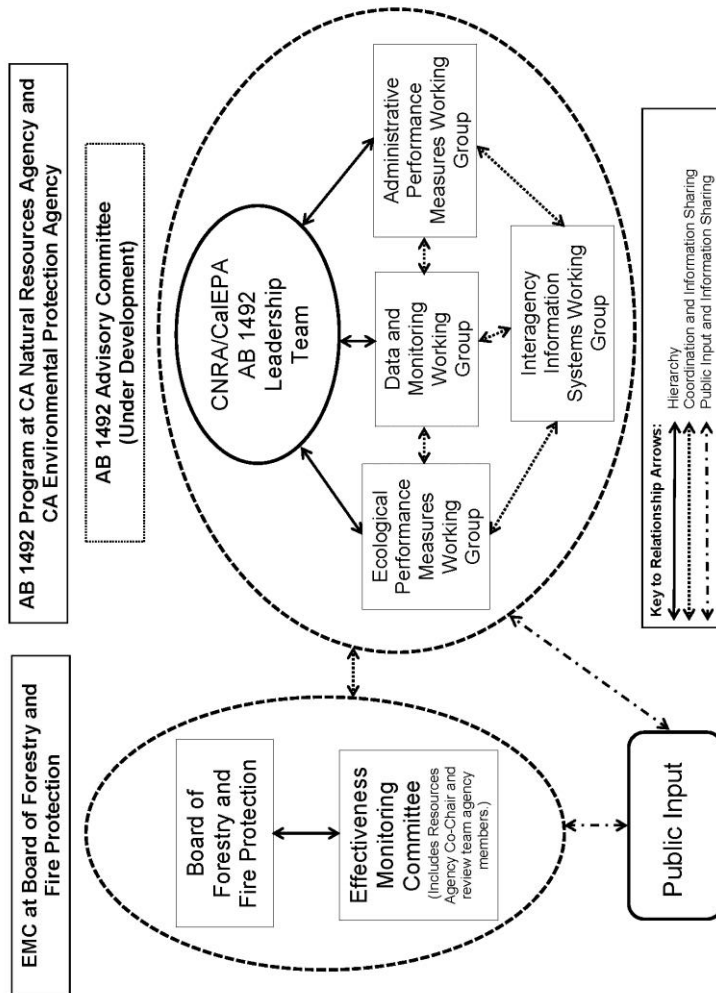 EMC at Board of Forestry and
Fire Protection
AB 1492 Program at CA Natural Resources Agency and
CA Environmental Protection Agency
AB 1492 Advisory Committee
(Under Development)
Board of
Forestry and
Fire Protection
Effectiveness
Monitoring
Committee
(Includes Resources
Agency Co-Chair and
review team agency
members.)
CNRA/CalEPA
AB 1492
Leadership
Team
Ecological
Performance
Measures
Working
Group
Data and
Monitoring
Working
Group
Administrative
Performance
Measures Working
Group
Interagency
Information
Systems Working
Group
Public Input
Key to Relationship Arrows:
Hierarchy
Coordination and Information Sharing
Public Input and Information Sharing